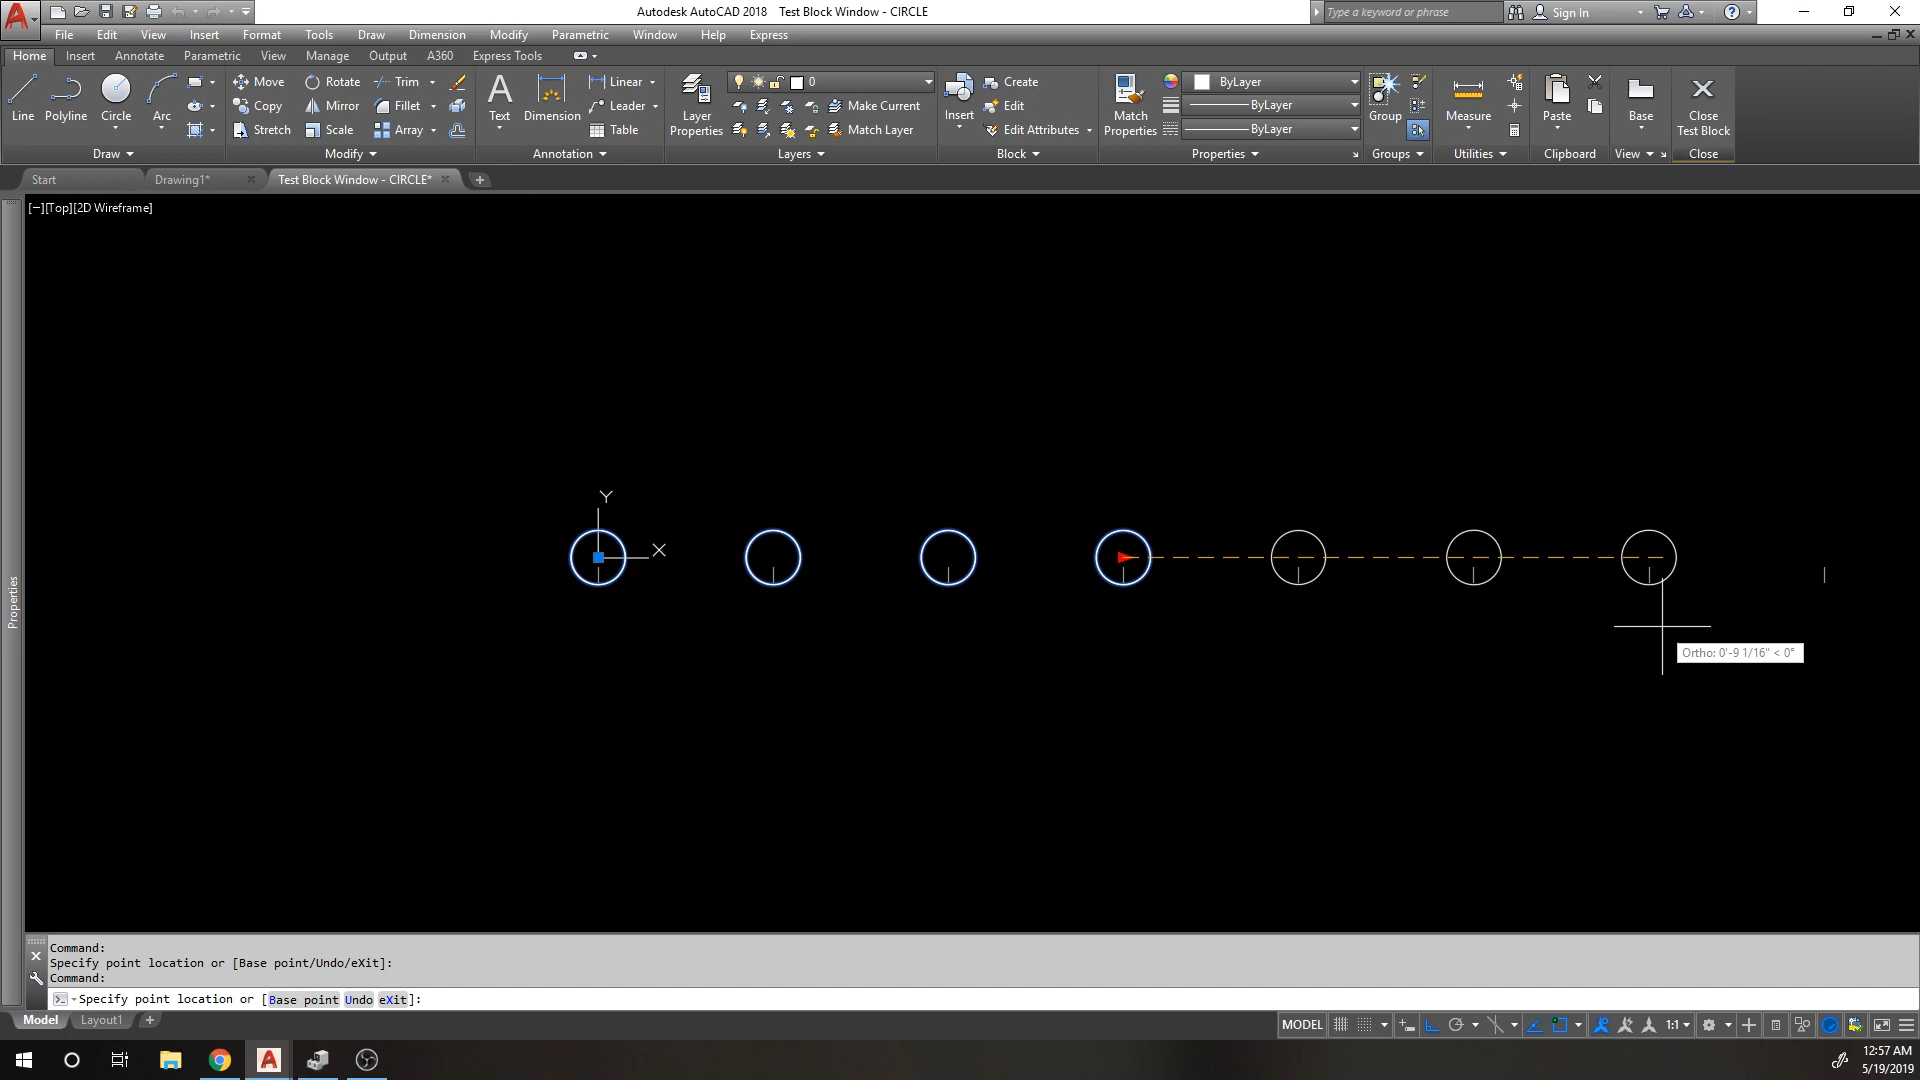 Autodesk AutoCAD 2018 Test Block Window - CIRCLE
Type a keyword or phrase
Sign In
File Edit View Insert Format Tools Draw Dimension Modify Parametric Window Help Express
Home Insert Annotate Parametric View Manage Output A360 Express Tools
Line
Polyline
Circle
Arc
Draw
Move
Rotate
Trim
Copy
Mirror
Fillet
Stretch
Scale
Array
Modify
Text
Dimension
Linear
Leader
Table
Annotation
Layer
Properties
0
Make Current
Match Layer
Layers
Insert
Create
Edit
Edit Attributes
Block
Match
Properties
ByLayer
ByLayer
ByLayer
Properties
Group
Groups
Measure
Utilities
Paste
Clipboard
Base
View
Close
Test Block
Close
Start
Drawing1*
Test Block Window - CIRCLE*
[−][Top][2D Wireframe]
Properties
Y
X
Ortho: 0'-9 1/16" < 0°
Command:
Specify point location or [Base point/Undo/eXit]:
Command:
Specify point location or [Base point Undo eXit]:
Model Layout1
MODEL
1:1
12:57 AM
5/19/2019